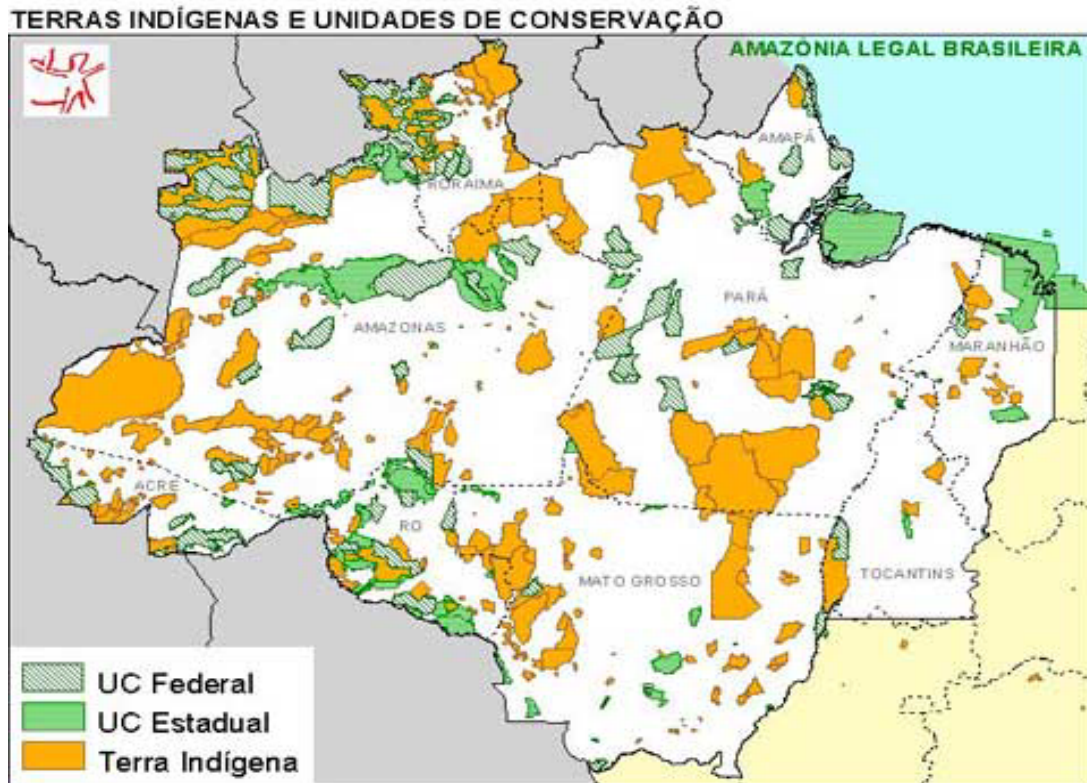 TERRAS INDÍGENAS E UNIDADES DE CONSERVAÇÃO
AMAZÔNIA LEGAL BRASILEIRA
AMAPÁ
RORAIMA
PARÁ
AMAZONAS
MARANHÃO
ACRE
RO
MATO GROSSO
TOCANTINS
UC Federal
UC Estadual
Terra Indígena